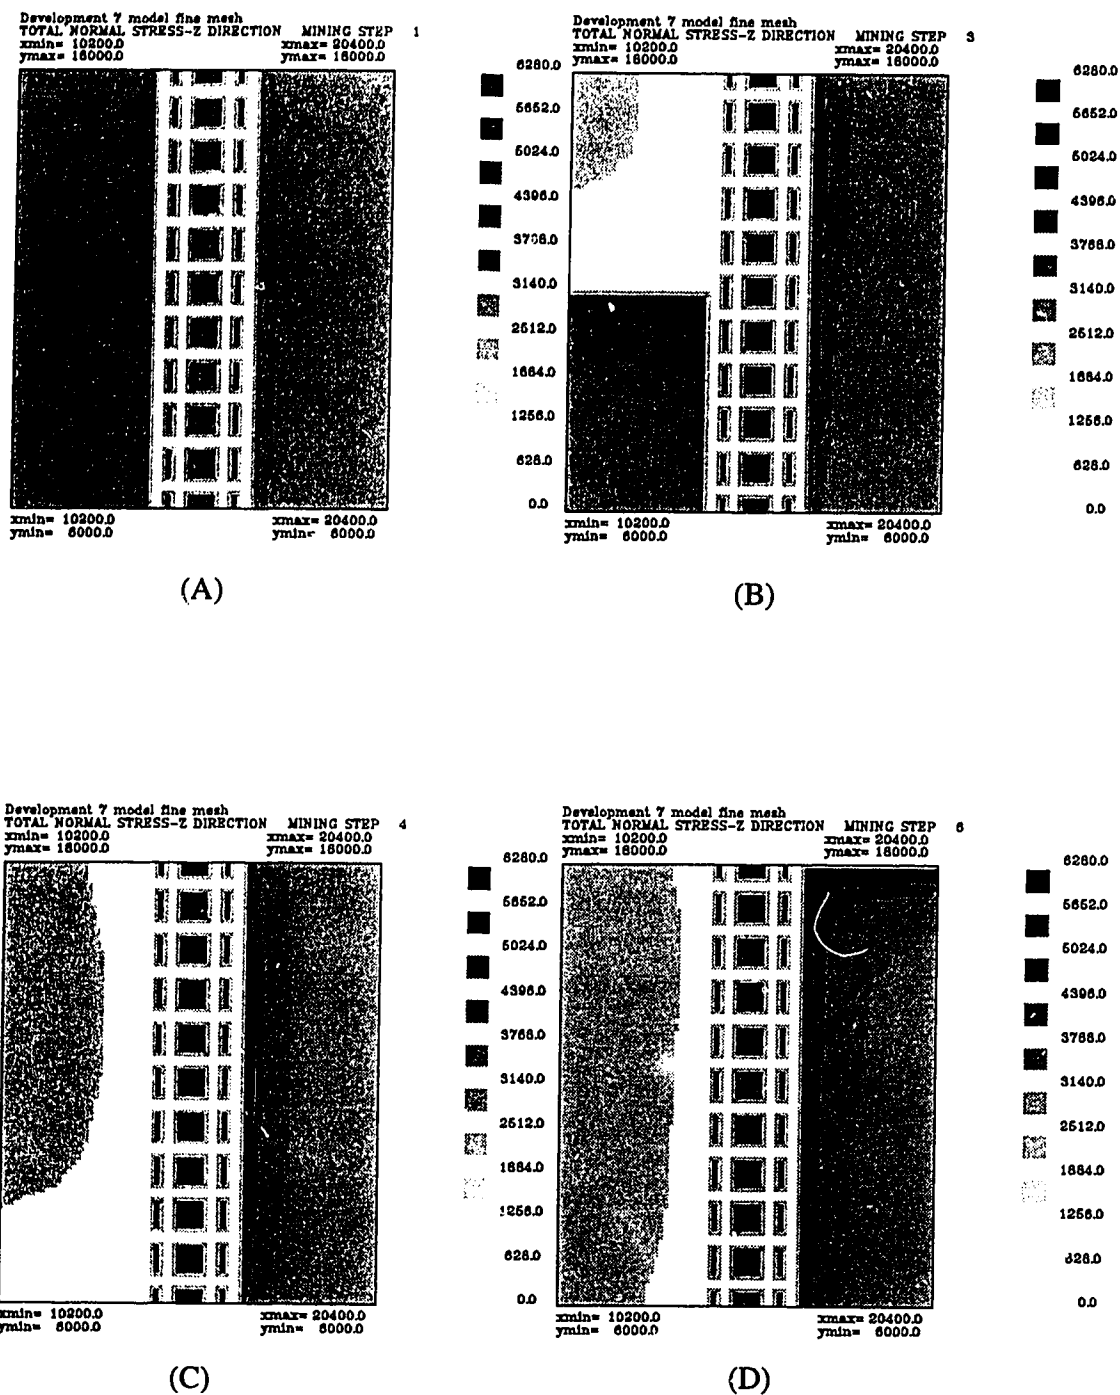 Development 7 model fine mesh
TOTAL NORMAL STRESS-Z DIRECTION MINING STEP 1
xmin= 10200.0 xmax= 20400.0
ymax= 18000.0 ymax= 18000.0
6280.0
5652.0
5024.0
4396.0
3768.0
3140.0
2512.0
1884.0
1256.0
628.0
0.0
xmin= 10200.0 xmax= 20400.0
ymin= 6000.0 ymin= 6000.0
(A)
Development 7 model fine mesh
TOTAL NORMAL STRESS-Z DIRECTION MINING STEP 3
xmin= 10200.0 xmax= 20400.0
ymax= 18000.0 ymax= 18000.0
6280.0
5652.0
5024.0
4396.0
3768.0
3140.0
2512.0
1884.0
1256.0
628.0
0.0
xmin= 10200.0 xmax= 20400.0
ymin= 6000.0 ymin= 6000.0
(B)
Development 7 model fine mesh
TOTAL NORMAL STRESS-Z DIRECTION MINING STEP 4
xmin= 10200.0 xmax= 20400.0
ymax= 18000.0 ymax= 18000.0
6280.0
5652.0
5024.0
4396.0
3768.0
3140.0
2512.0
1884.0
1256.0
628.0
0.0
xmin= 10200.0 xmax= 20400.0
ymin= 6000.0 ymin= 6000.0
(C)
Development 7 model fine mesh
TOTAL NORMAL STRESS-Z DIRECTION MINING STEP 6
xmin= 10200.0 xmax= 20400.0
ymax= 18000.0 ymax= 18000.0
6280.0
5652.0
5024.0
4396.0
3768.0
3140.0
2512.0
1884.0
1256.0
628.0
0.0
xmin= 10200.0 xmax= 20400.0
ymin= 6000.0 ymin= 6000.0
(D)